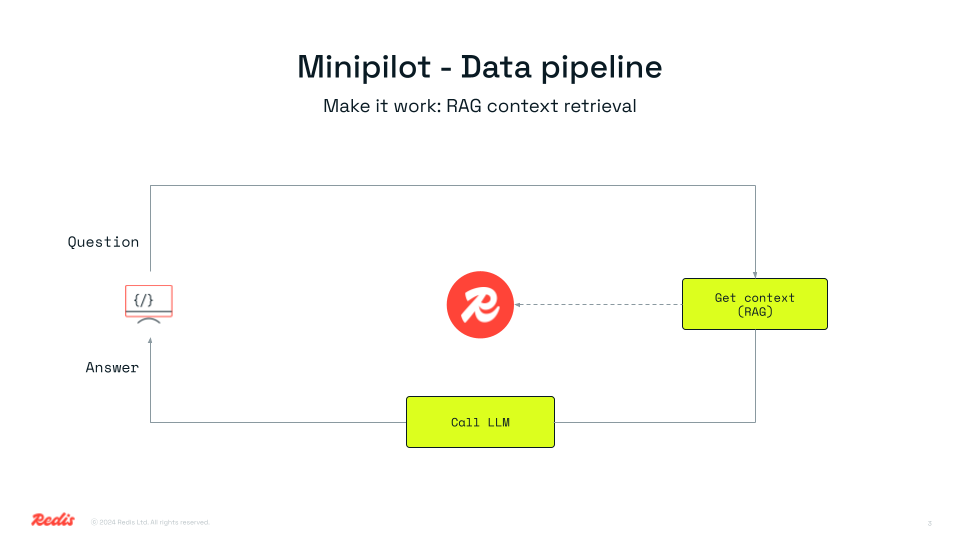 Minipilot - Data pipeline
Make it work: RAG context retrieval
Question
{/}
Get context
(RAG)
Answer
Call LLM
Redis
© 2024 Redis Ltd. All rights reserved.
3